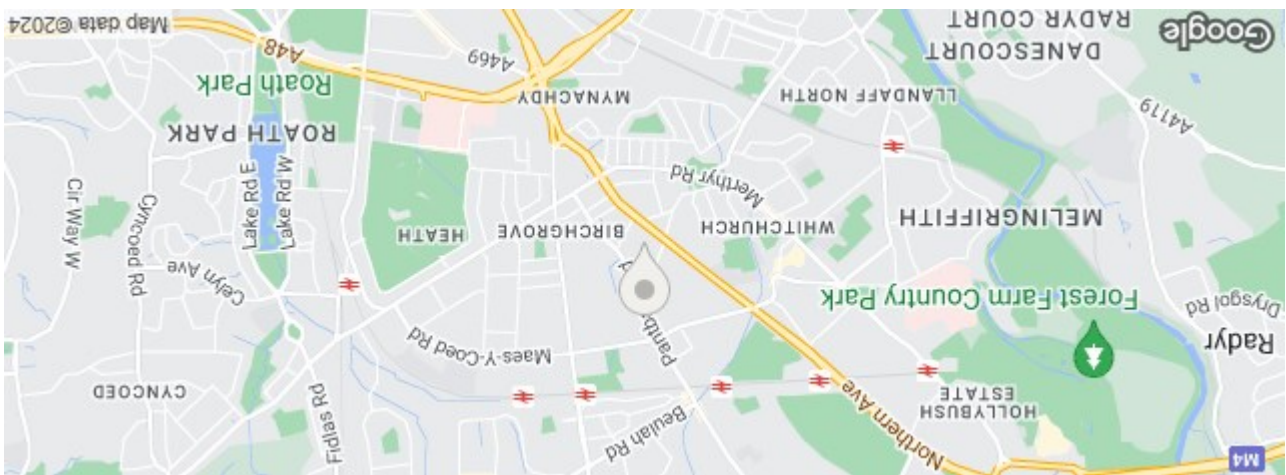 M4
Radyr
Drysgol Rd
HOLLYBUSH
ESTATE
Northern Ave
Beulah Rd
Fidlas Rd
CYNCOED
Forest Farm Country Park
Maes-Y-Coed Rd
Celyn Ave
Cyncoed Rd
Cir Way W
MELINGRIFFITH
WHITCHURCH
BIRCHGROVE
HEATH
Lake Rd W
Lake Rd E
Merthyr Rd
A4119
LLANDAFF NORTH
MYNACHDY
ROATH PARK
Roath Park
DANESCOURT
RADYR COURT
A469
A48
Google
Map data ©2024